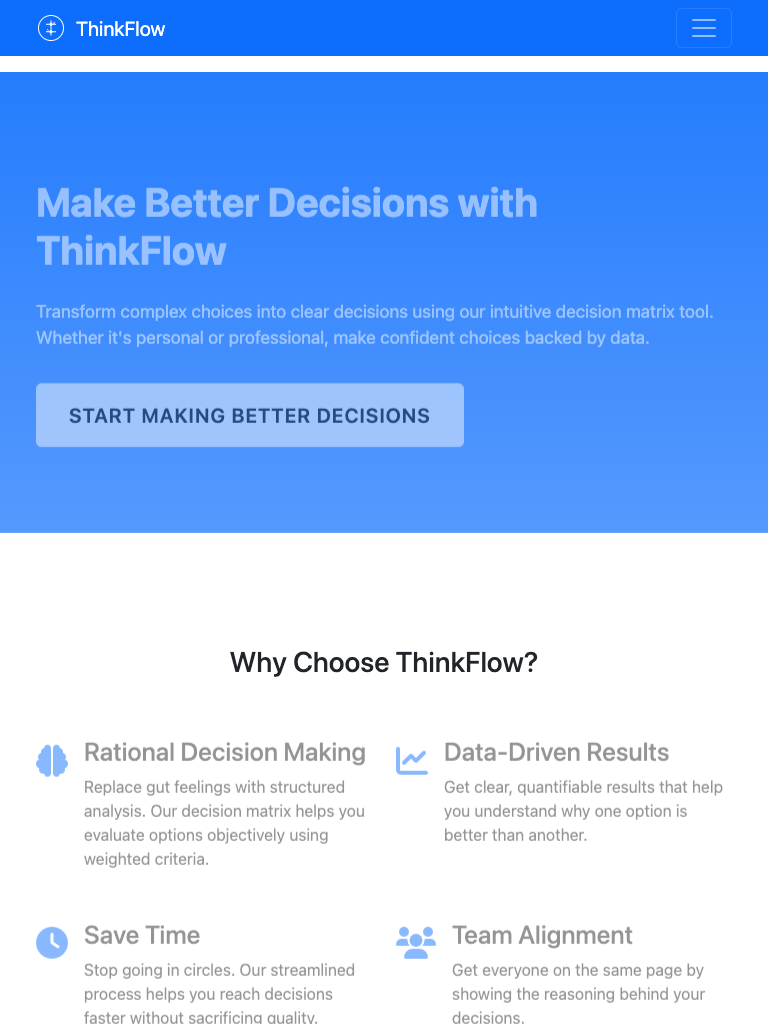 ThinkFlow
Make Better Decisions with
ThinkFlow
Transform complex choices into clear decisions using our intuitive decision matrix tool.
Whether it's personal or professional, make confident choices backed by data.
START MAKING BETTER DECISIONS
Why Choose ThinkFlow?
Rational Decision Making
Replace gut feelings with structured
analysis. Our decision matrix helps you
evaluate options objectively using
weighted criteria.
Data-Driven Results
Get clear, quantifiable results that help
you understand why one option is
better than another.
Save Time
Stop going in circles. Our streamlined
process helps you reach decisions
faster without sacrificing quality.
Team Alignment
Get everyone on the same page by
showing the reasoning behind your
decisions.